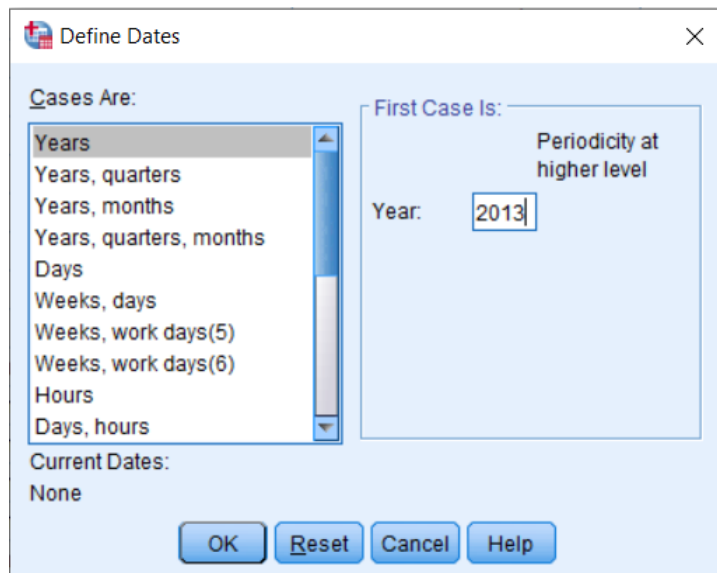 Define Dates
Cases Are:
Years
Years, quarters
Years, months
Years, quarters, months
Days
Weeks, days
Weeks, work days(5)
Weeks, work days(6)
Hours
Days, hours
Current Dates:
None
First Case Is:
Periodicity at
higher level
Year: 2013
OK Reset Cancel Help